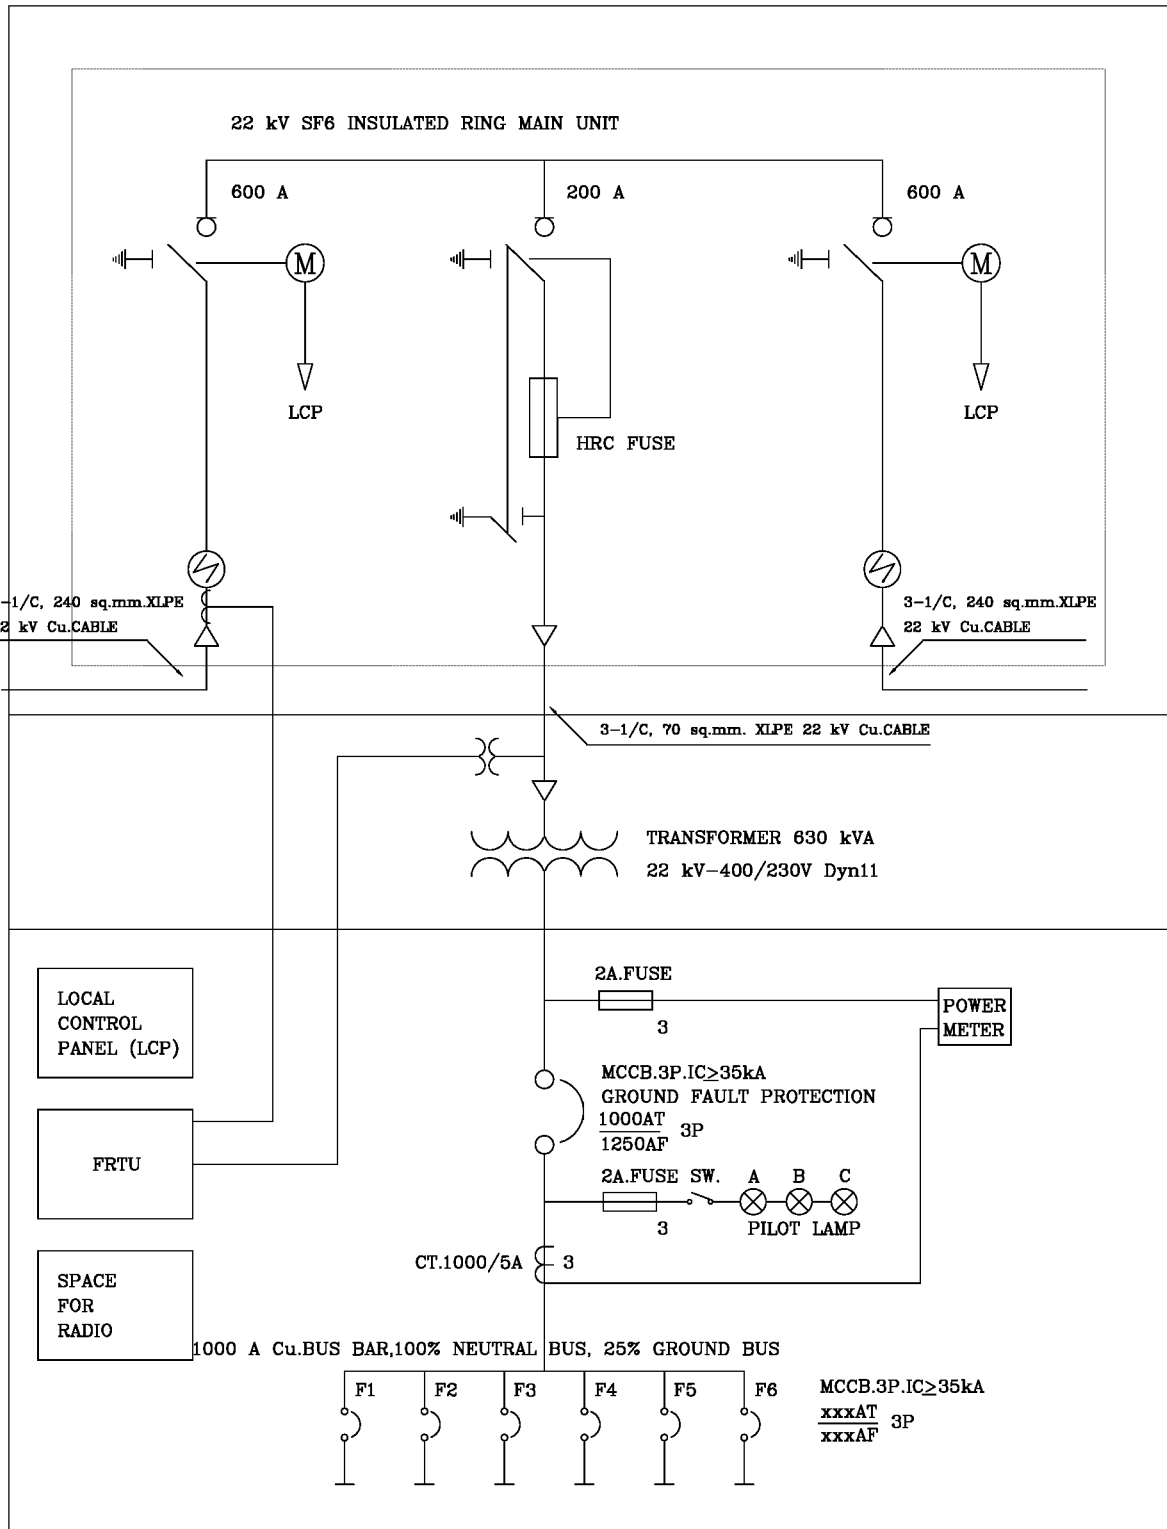 22 kV SF6 INSULATED RING MAIN UNIT
600 A
200 A
600 A
M
M
LCP
LCP
HRC FUSE
-1/C, 240 sq.mm.XLPE
2 kV Cu.CABLE
3-1/C, 240 sq.mm.XLPE
22 kV Cu.CABLE
3-1/C, 70 sq.mm. XLPE 22 kV Cu.CABLE
TRANSFORMER 630 kVA
22 kV-400/230V Dyn11
LOCAL
CONTROL
PANEL (LCP)
2A.FUSE
3
POWER
METER
MCCB.3P.IC≥35kA
GROUND FAULT PROTECTION
1000AT
1250AF
3P
FRTU
2A.FUSE SW. A B C
3
PILOT LAMP
CT.1000/5A 3
SPACE
FOR
RADIO
1000 A Cu.BUS BAR,100% NEUTRAL BUS, 25% GROUND BUS
F1 F2 F3 F4 F5 F6
MCCB.3P.IC≥35kA
xxxAT
xxxAF
3P